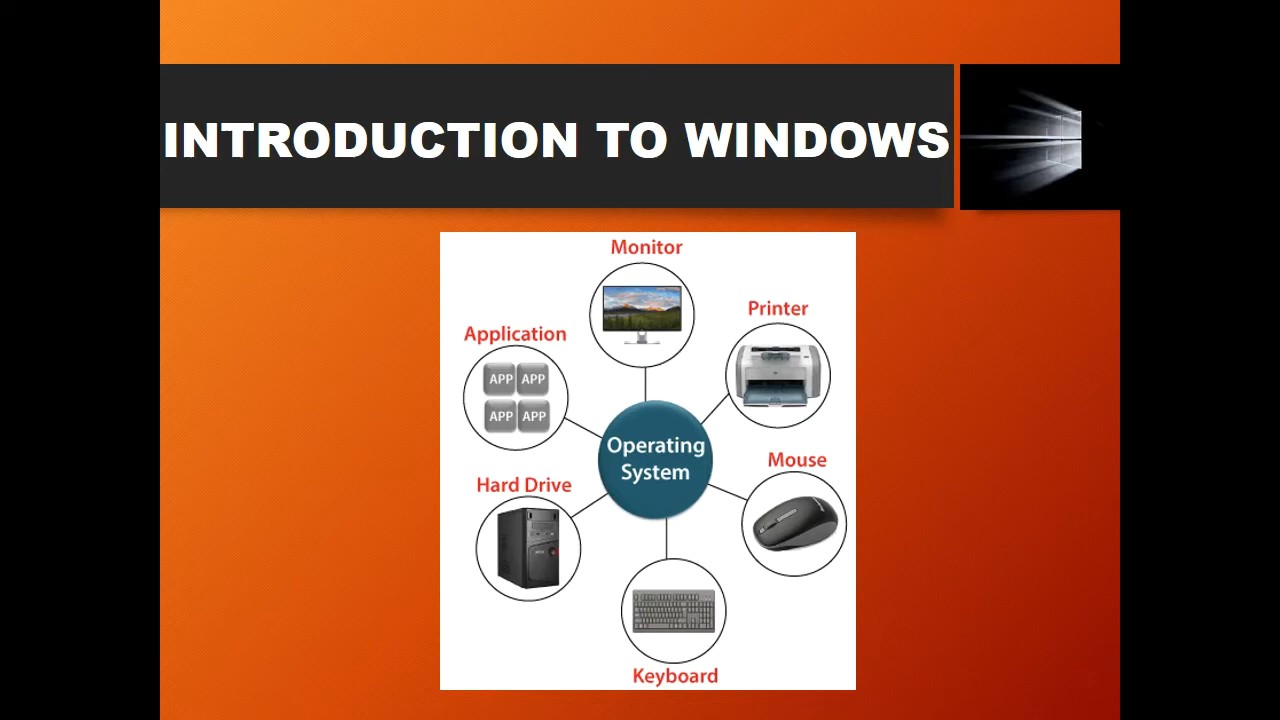 INTRODUCTION TO WINDOWS
Monitor
Printer
Application
APP APP
APP APP
Operating
System
Mouse
Hard Drive
Keyboard